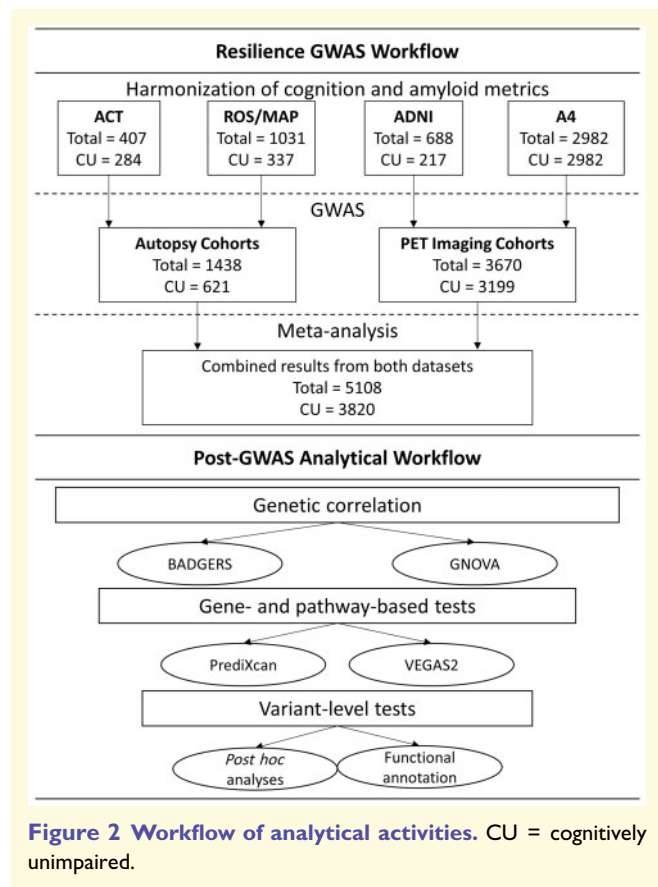 Resilience GWAS Workflow
Harmonization of cognition and amyloid metrics
ACT
Total = 407
CU = 284
ROS/MAP
Total = 1031
CU = 337
ADNI
Total = 688
CU = 217
A4
Total = 2982
CU = 2982
GWAS
Autopsy Cohorts
Total = 1438
CU = 621
PET Imaging Cohorts
Total = 3670
CU = 3199
Meta-analysis
Combined results from both datasets
Total = 5108
CU = 3820
Post-GWAS Analytical Workflow
Genetic correlation
BADGERS
GNOVA
Gene- and pathway-based tests
PrediXcan
VEGAS2
Variant-level tests
Post hoc
analyses
Functional
annotation
Figure 2 Workflow of analytical activities. CU = cognitively
unimpaired.